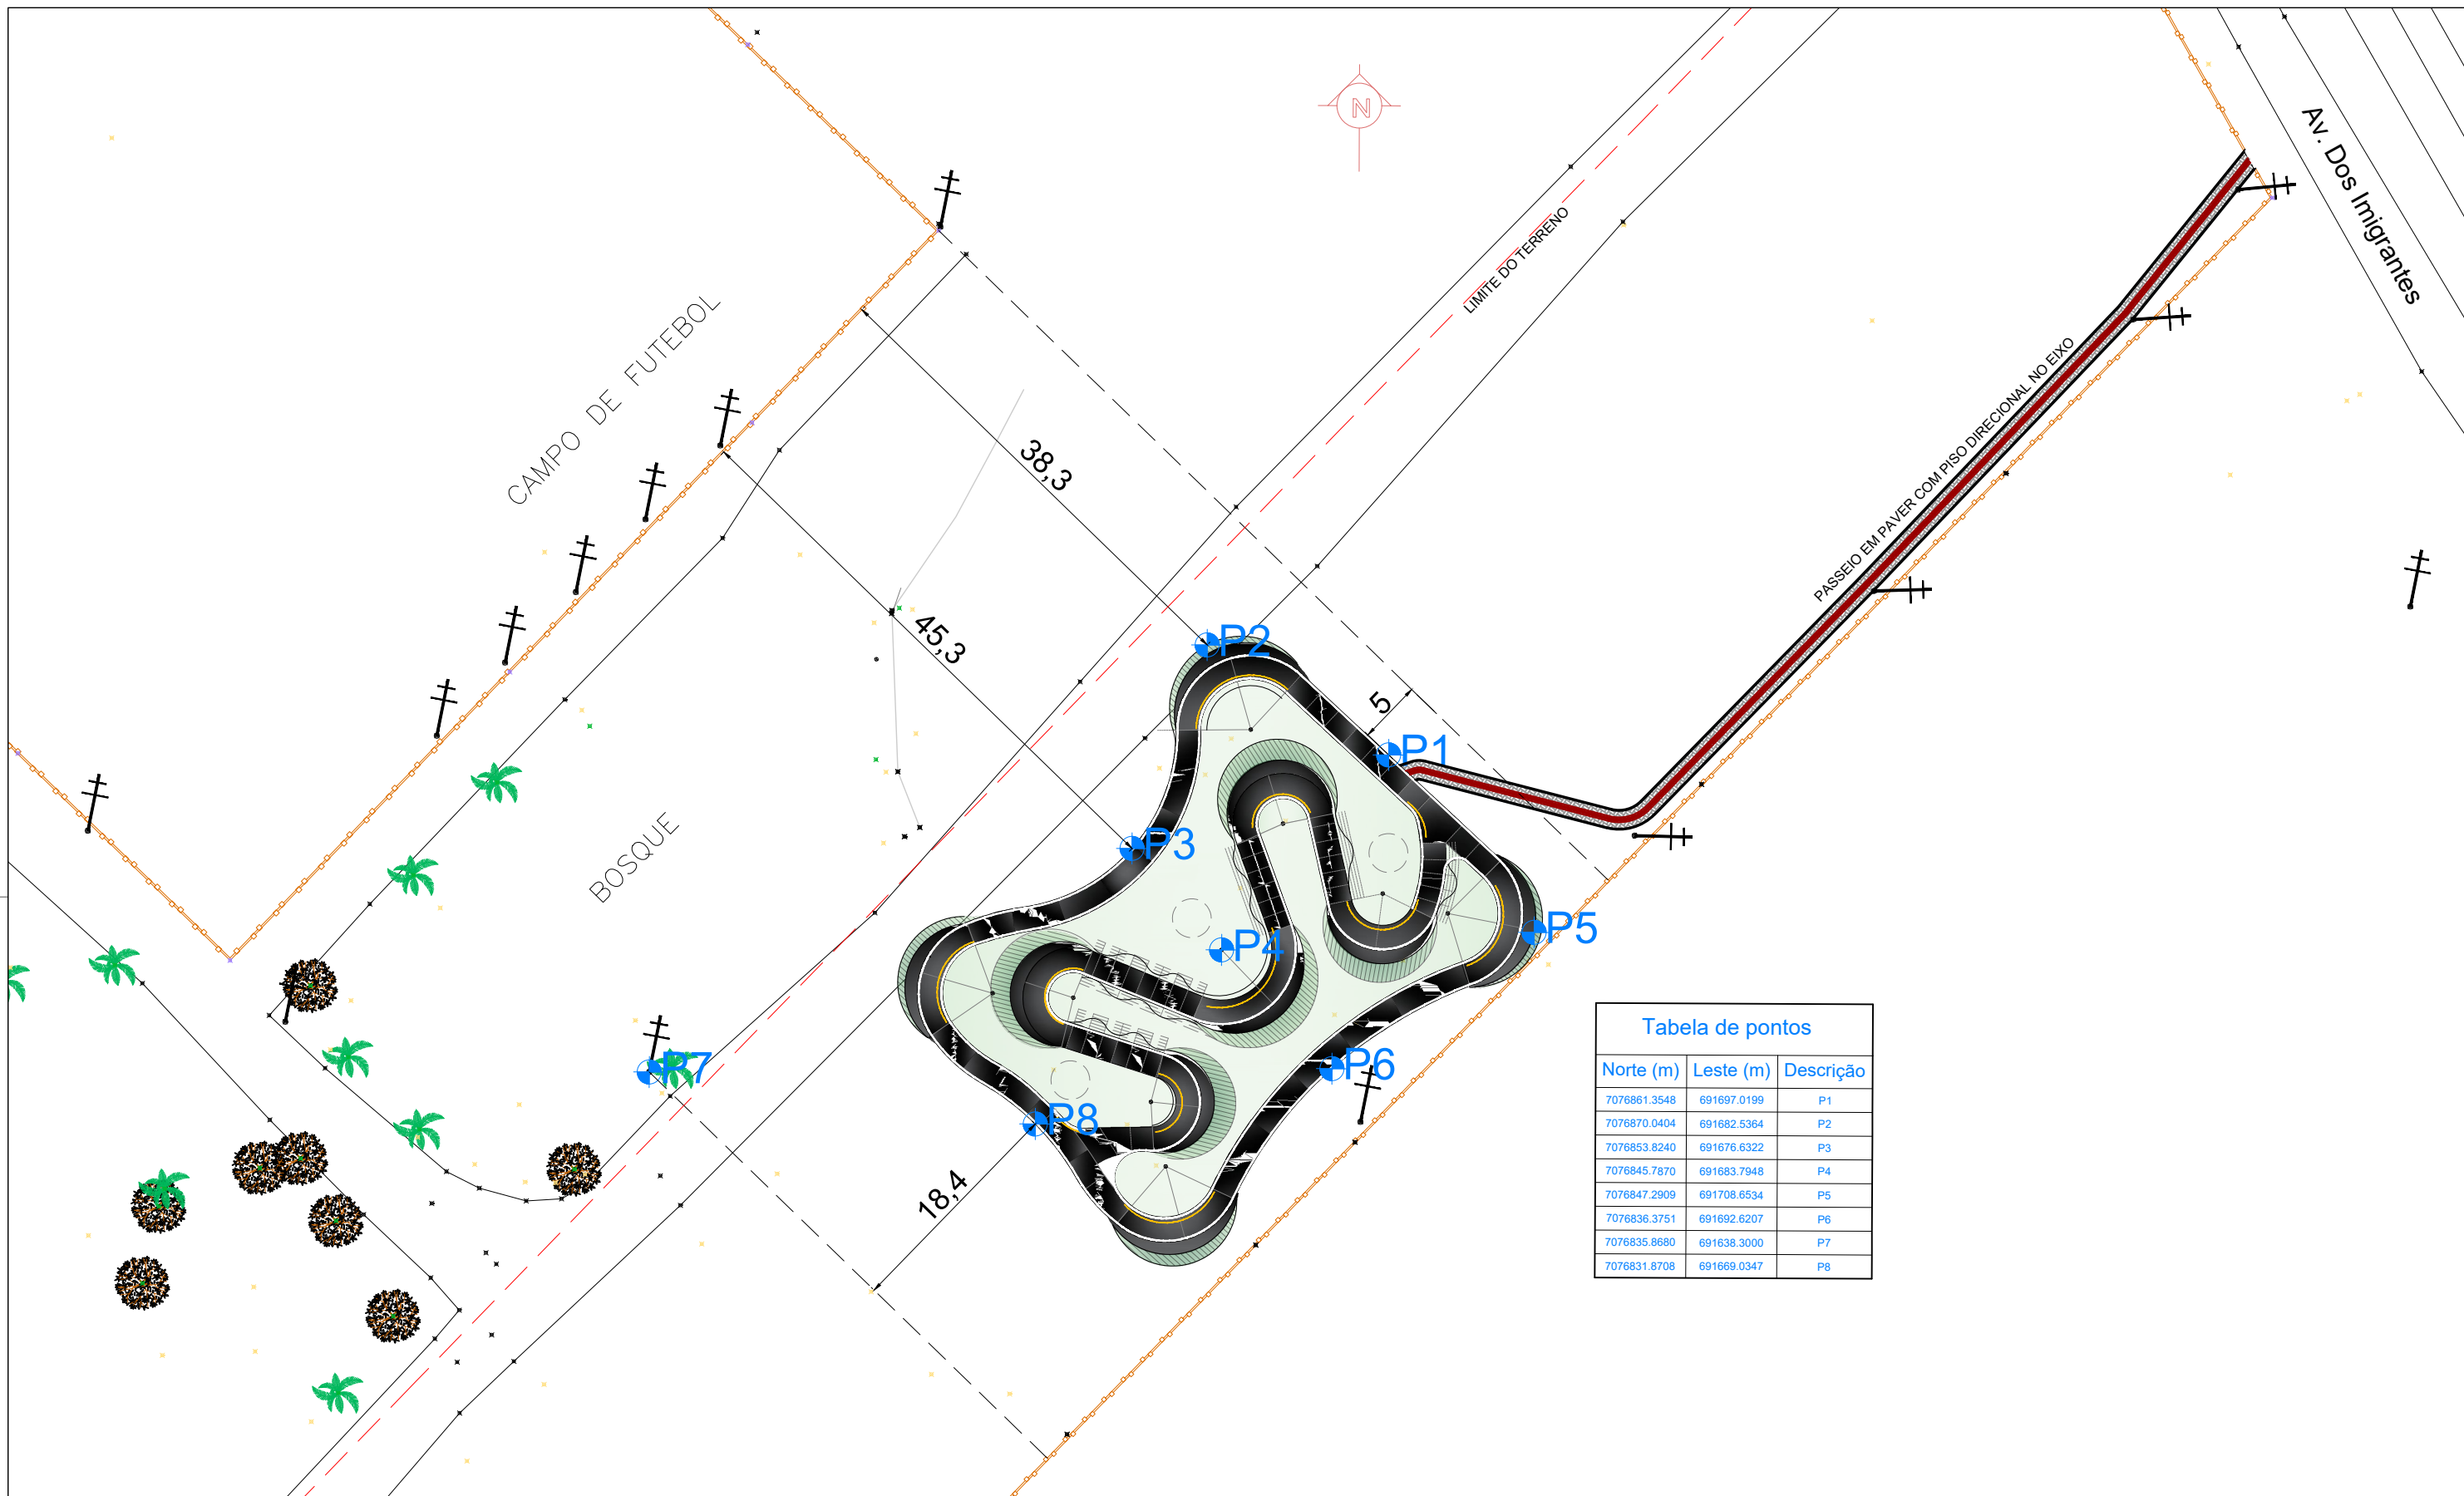 N
Av. Dos Imigrantes
LIMITE DO TERRENO
CAMPO DE FUTEBOL
PASSEIO EM PAVER COM PISO DIRECIONAL NO EIXO
38,3
45,3
P2
5
P1
P3
BOSQUE
P4
P5
P7
P6
P8
18,4
Tabela de pontos
Norte (m) Leste (m) Descrição
7076861.3548 691697.0199 P1
7076870.0404 691682.5364 P2
7076853.8240 691676.6322 P3
7076845.7870 691683.7948 P4
7076847.2909 691708.6534 P5
7076836.3751 691692.6207 P6
7076835.8680 691638.3000 P7
7076831.8708 691669.0347 P8